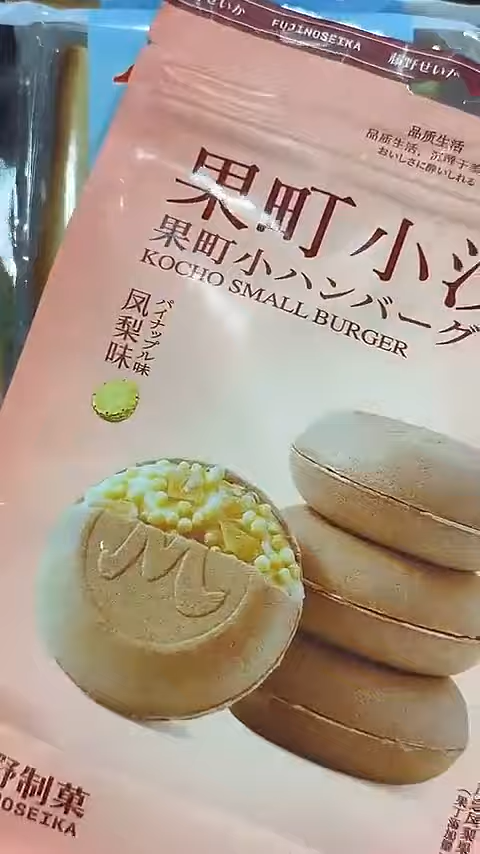 せいか FUJINOSEIKA 藤野せいか
品质生活
品质生活，沉醉于美
おいしさに酔いしれる
果町小汉
果町小ハンバーグ
KOCHO SMALL BURGER
凤梨味
パイナップル味
M
野制菓
NOSEIKA